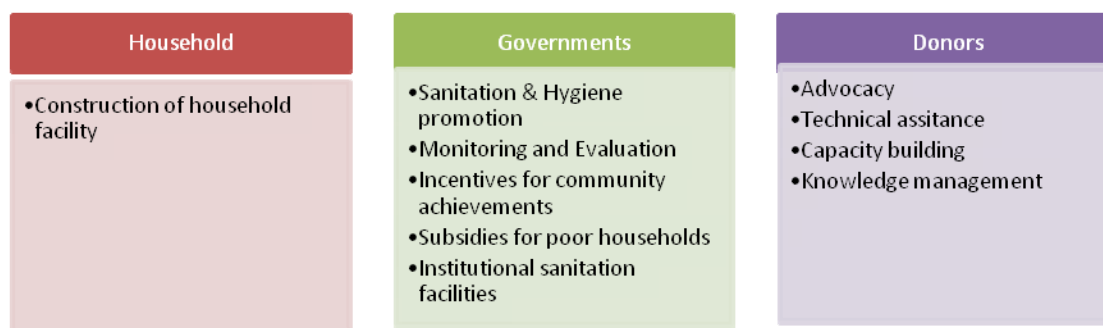 Household
•Construction of household
facility
Governments
•Sanitation & Hygiene
promotion
•Monitoring and Evaluation
•Incentives for community
achievements
•Subsidies for poor households
•Institutional sanitation
facilities
Donors
•Advocacy
•Technical assitance
•Capacity building
•Knowledge management